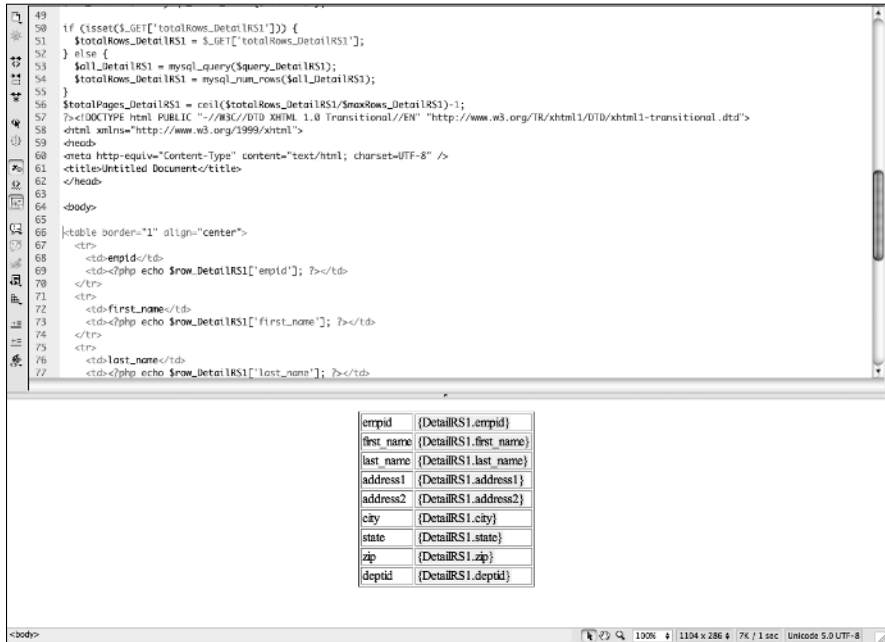 49
50 if (isset($_GET['totalRows_DetailRS1'])) {
51   $totalRows_DetailRS1 = $_GET['totalRows_DetailRS1'];
52 } else {
53   $all_DetailRS1 = mysql_query($query_DetailRS1);
54   $totalRows_DetailRS1 = mysql_num_rows($all_DetailRS1);
55 }
56 $totalPages_DetailRS1 = ceil($totalRows_DetailRS1/$maxRows_DetailRS1)-1;
57 ?><!DOCTYPE html PUBLIC "-//W3C//DTD XHTML 1.0 Transitional//EN" "http://www.w3.org/TR/xhtml1/DTD/xhtml1-transitional.dtd">
58 <html xmlns="http://www.w3.org/1999/xhtml">
59 <head>
60 <meta http-equiv="Content-Type" content="text/html; charset=UTF-8" />
61 <title>Untitled Document</title>
62 </head>
63
64 <body>
65
66 <table border="1" align="center">
67   <tr>
68     <td>empid</td>
69     <td><?php echo $row_DetailRS1['empid']; ?></td>
70   </tr>
71   <tr>
72     <td>first_name</td>
73     <td><?php echo $row_DetailRS1['first_name']; ?></td>
74   </tr>
75   <tr>
76     <td>last_name</td>
77     <td><?php echo $row_DetailRS1['last_name']; ?></td>
empid {DetailRS1.empid}
first_name {DetailRS1.first_name}
last_name {DetailRS1.last_name}
address1 {DetailRS1.address1}
address2 {DetailRS1.address2}
city {DetailRS1.city}
state {DetailRS1.state}
zip {DetailRS1.zip}
deptid {DetailRS1.deptid}
<body> 100% 1104 x 286 7K / 1 sec Unicode 5.0 UTF-8